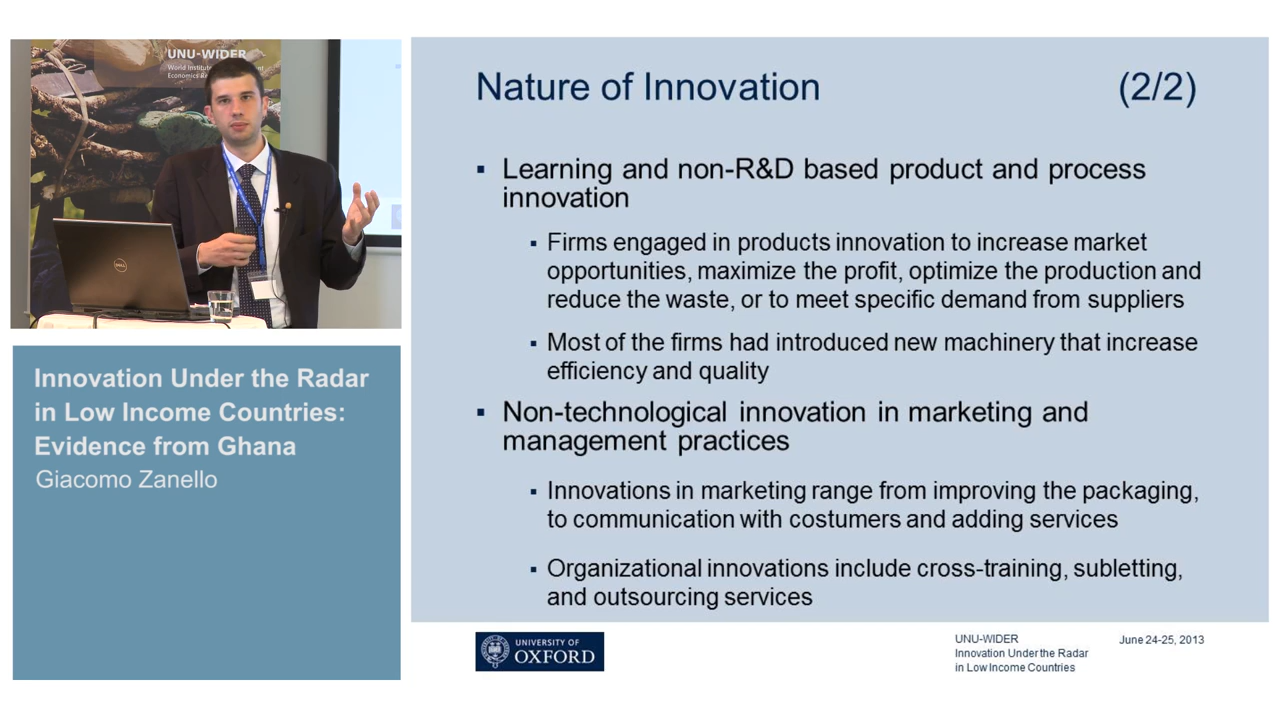 UNU-WIDER
World Institute
Economics Re
DELL
Innovation Under the Radar
in Low Income Countries:
Evidence from Ghana
Giacomo Zanello
Nature of Innovation (2/2)
▪ Learning and non-R&D based product and process
innovation
▪ Firms engaged in products innovation to increase market
opportunities, maximize the profit, optimize the production and
reduce the waste, or to meet specific demand from suppliers
▪ Most of the firms had introduced new machinery that increase
efficiency and quality
▪ Non-technological innovation in marketing and
management practices
▪ Innovations in marketing range from improving the packaging,
to communication with costumers and adding services
▪ Organizational innovations include cross-training, subletting,
and outsourcing services
UNIVERSITY OF
OXFORD
UNU-WIDER
Innovation Under the Radar
in Low Income Countries
June 24-25, 2013